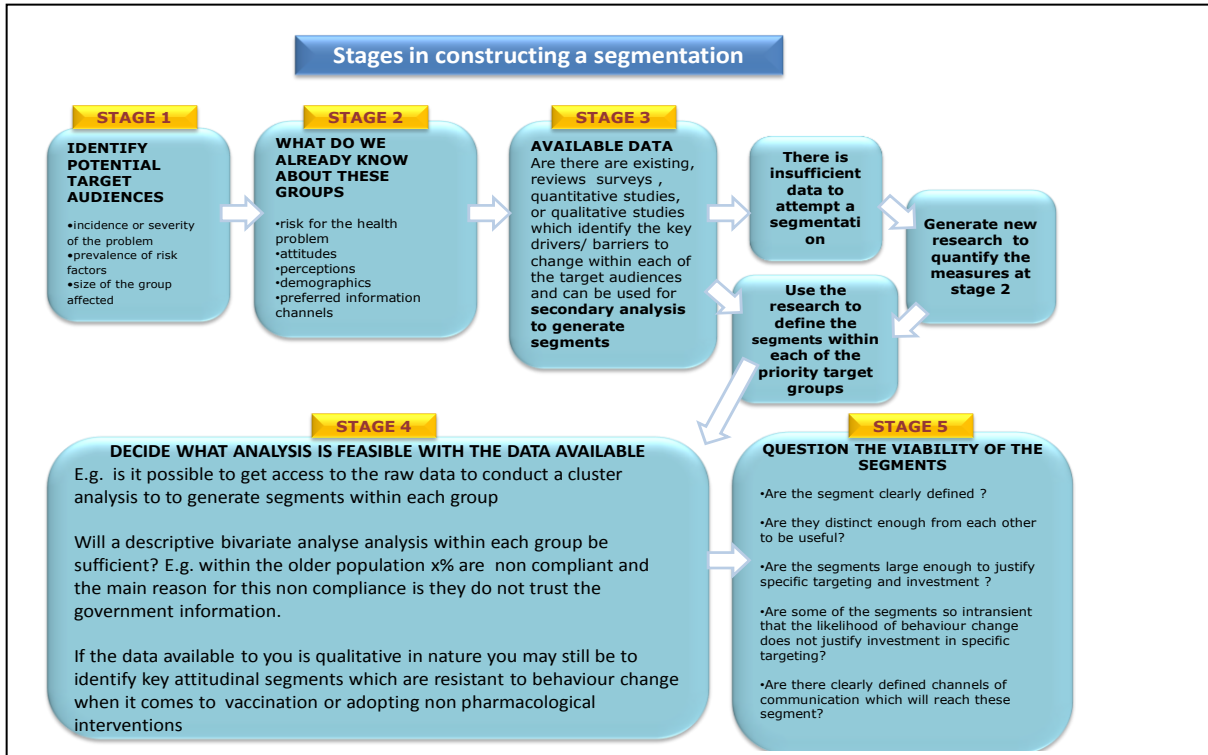 Stages in constructing a segmentation
STAGE 1
IDENTIFY
POTENTIAL
TARGET
AUDIENCES
•incidence or severity
of the problem
•prevalence of risk
factors
•size of the group
affected
STAGE 2
WHAT DO WE
ALREADY KNOW
ABOUT THESE
GROUPS
•risk for the health
problem
•attitudes
•perceptions
•demographics
•preferred information
channels
STAGE 3
AVAILABLE DATA
Are there are existing,
reviews surveys ,
quantitative studies,
or qualitative studies
which identify the key
drivers/ barriers to
change within each of
of the target audiences
and can be used for
secondary analysis
to generate
segments
There is
insufficient
data to
attempt a
segmentati
on
Generate new
research to
quantify the
measures at
stage 2
Use the
research to
define the
segments within
each of the
priority target
groups
STAGE 4
DECIDE WHAT ANALYSIS IS FEASIBLE WITH THE DATA AVAILABLE
E.g. is it possible to get access to the raw data to conduct a cluster
analysis to to generate segments within each group
Will a descriptive bivariate analyse analysis within each group be
sufficient? E.g. within the older population x% are non compliant and
the main reason for this non compliance is they do not trust the
government information.
If the data available to you is qualitative in nature you may still be to
identify key attitudinal segments which are resistant to behaviour change
when it comes to vaccination or adopting non pharmacological
interventions
STAGE 5
QUESTION THE VIABILITY OF THE
SEGMENTS
•Are the segment clearly defined ?
•Are they distinct enough from each other
to be useful?
•Are the segments large enough to justify
specific targeting and investment ?
•Are some of the segments so intransient
that the likelihood of behaviour change
does not justify investment in specific
targeting?
•Are there clearly defined channels of
communication which will reach these
segment?